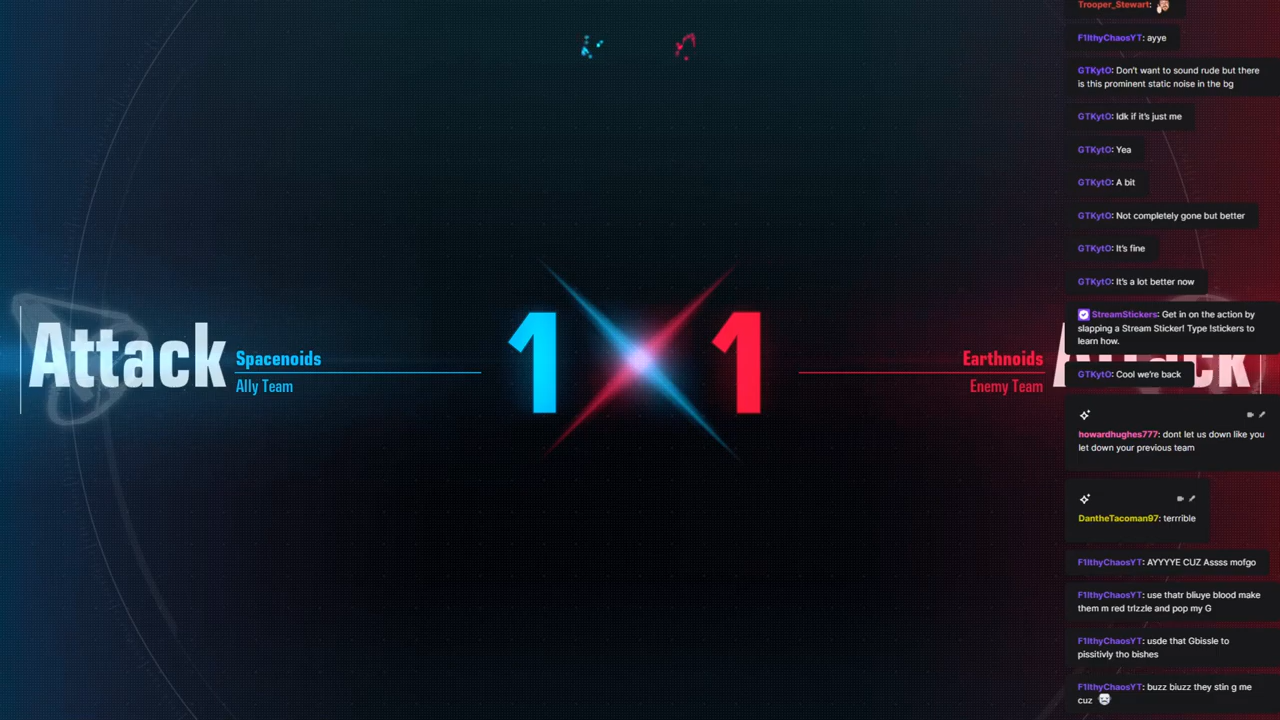 Trooper_Stewart:
F1lthyChaosYT: ayye
GTKytO: Don't want to sound rude but there
is this prominent static noise in the bg
GTKytO: Idk if it's just me
GTKytO: Yea
GTKytO: A bit
GTKytO: Not completely gone but better
GTKytO: It's fine
GTKytO: It's a lot better now
StreamStickers: Get in on the action by
slapping a Stream Sticker! Type !stickers to
learn how.
Attack
Spacenoids
Ally Team
1
1
Earthnoids
Enemy Team
Attack
GTKytO: Cool we're back
howardhughes777: dont let us down like you
let down your previous team
DantheTacoman97: terrrible
F1lthyChaosYT: AYYYYE CUZ Assss mofgo
F1lthyChaosYT: use thatr bliuye blood make
them m red trlzzle and pop my G
F1lthyChaosYT: usde that Gbissle to
pissitivly tho bishes
F1lthyChaosYT: buzz biuzz they stin g me
cuz